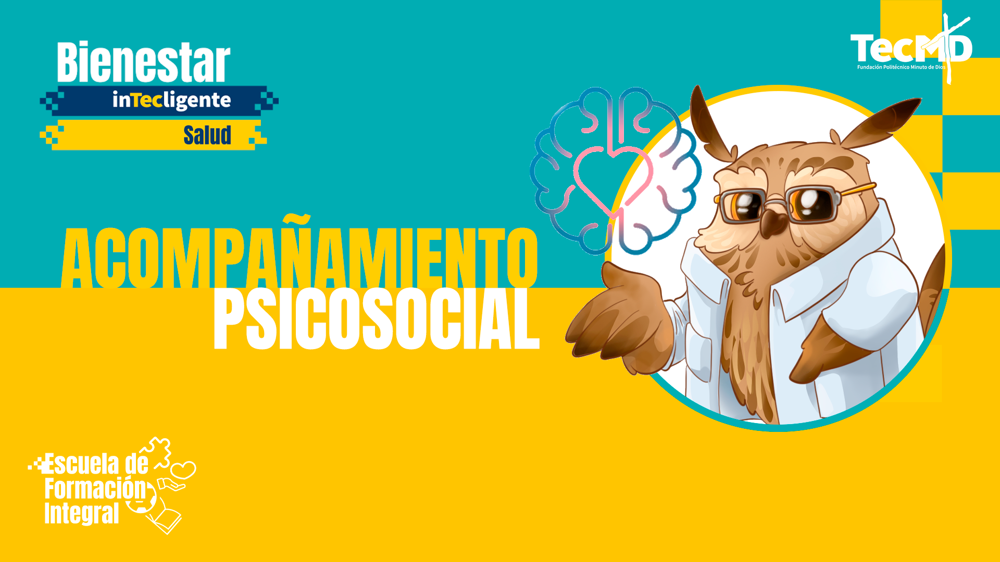 Bienestar
inTecligente
Salud
TecMD
Fundación Politécnico Minuto de Dios
ACOMPAÑAMIENTO
PSICOSOCIAL
Escuela de
Formación
Integral